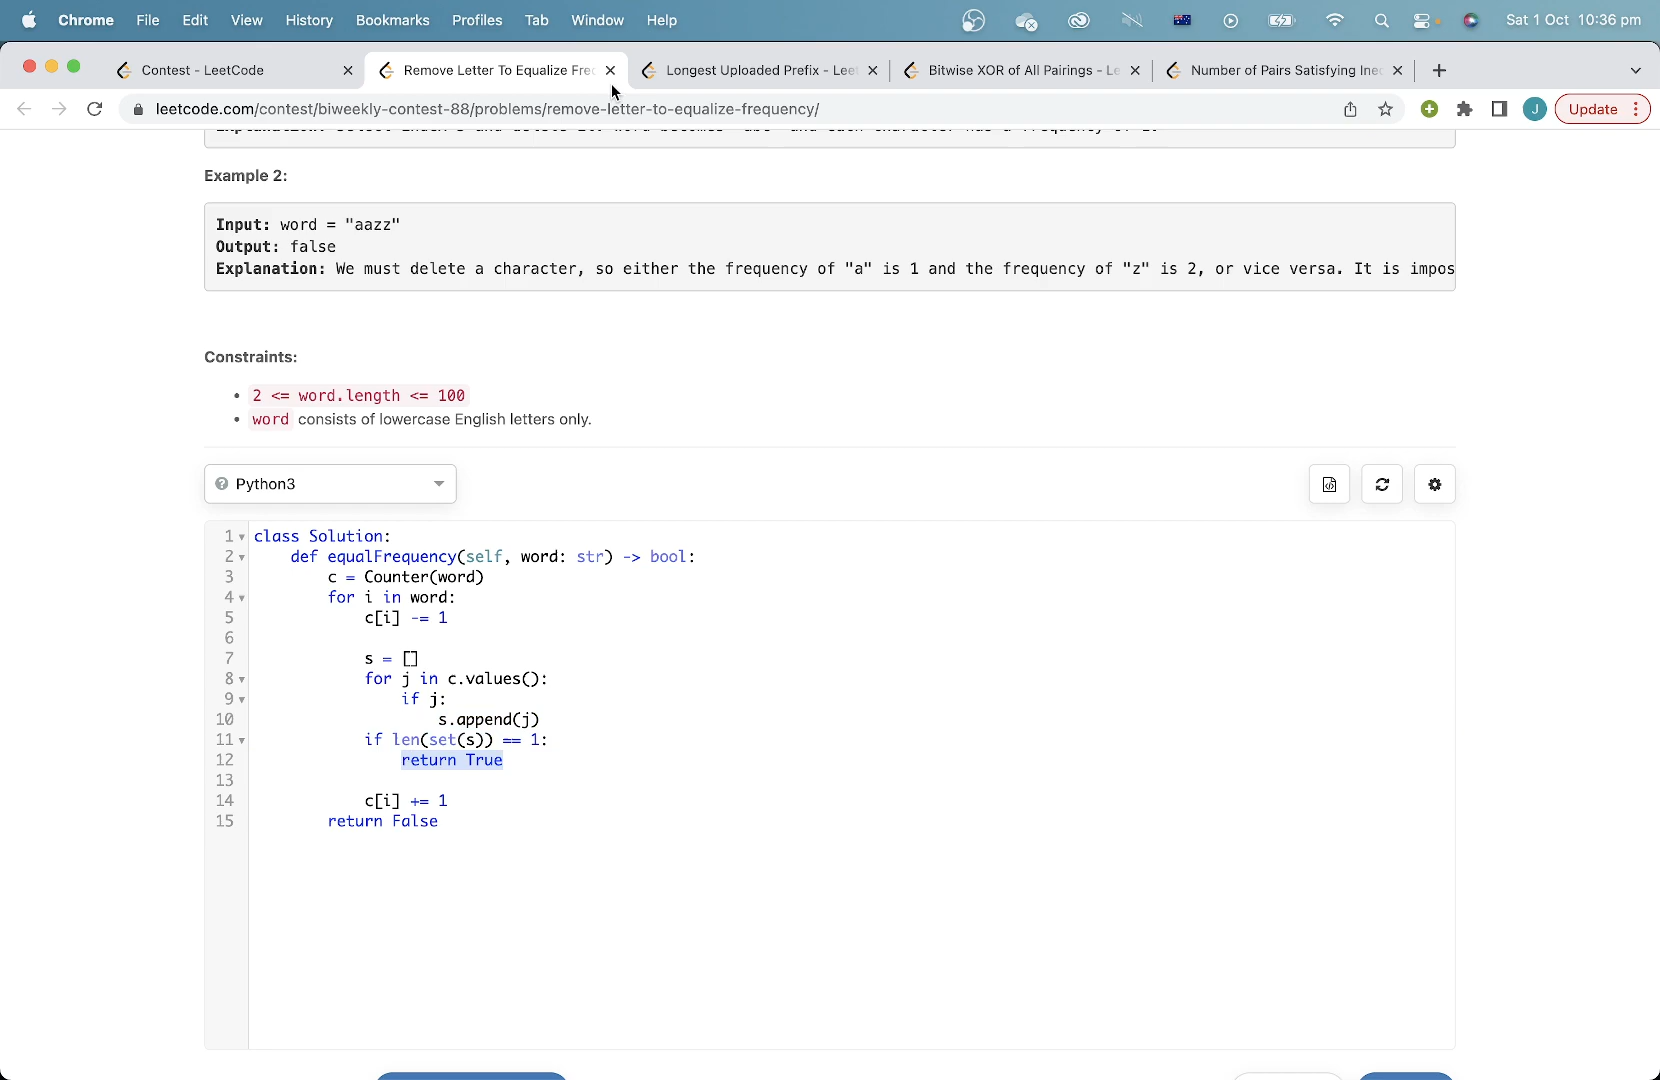 Chrome File Edit View History Bookmarks Profiles Tab Window Help Sat 1 Oct 10:36 pm
Contest - LeetCode Remove Letter To Equalize Fre Longest Uploaded Prefix - Lee Bitwise XOR of All Pairings - Le Number of Pairs Satisfying Ine
leetcode.com/contest/biweekly-contest-88/problems/remove-letter-to-equalize-frequency/ J Update
Example 2:
Input: word = "aazz"
Output: false
Explanation: We must delete a character, so either the frequency of "a" is 1 and the frequency of "z" is 2, or vice versa. It is impos
Constraints:
• 2 <= word.length <= 100
• word consists of lowercase English letters only.
Python3
1 class Solution:
2 def equalFrequency(self, word: str) -> bool:
3 c = Counter(word)
4 for i in word:
5 c[i] -= 1
6
7 s = []
8 for j in c.values():
9 if j:
10 s.append(j)
11 if len(set(s)) == 1:
12 return True
13
14 c[i] += 1
15 return False